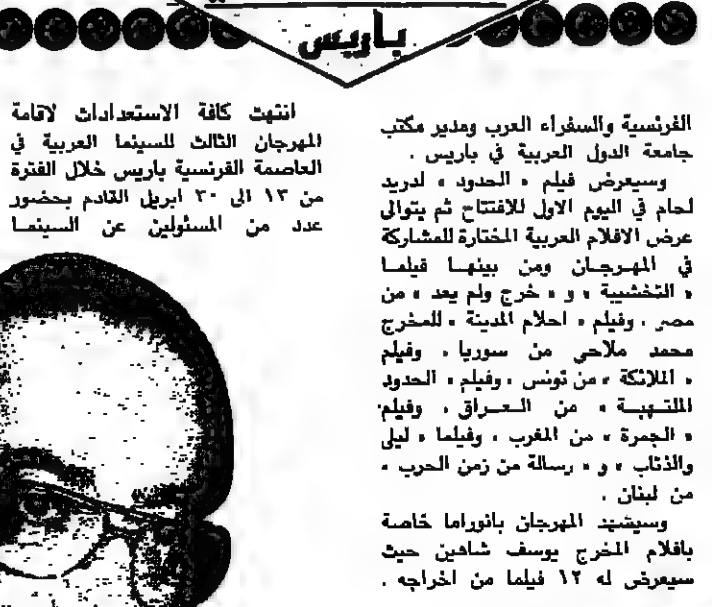 باريس
انتهت كافة الاستعدادات لاقامة
المهرجان الثالث للسينما العربية في
العاصمة الفرنسية باريس خلال الفترة
من ١٣ الى ٣٠ ابريل القادم بحضور
عدد من المسئولين عن السينما
الفرنسية والسفراء العرب ومدير مكتب
جامعة الدول العربية في باريس .
وسيعرض فيلم « الحدود » لدريد
لحام في اليوم الاول للافتتاح ثم يتوالى
عرض الافلام العربية المختارة للمشاركة
في المهرجان ومن بينها فيلما
« التخشيبة » و « خرج ولم يعد » من
مصر . وفيلم « احلام المدينة » للمخرج
محمد ملاحي من سوريا . وفيلم
« الملائكة » من تونس . وفيلم « الحدود
الملتهبة » من العراق . وفيلم
« الجمرة » من المغرب . وفيلما « ليلى
والذئاب » و « رسالة من زمن الحرب »
من لبنان .
وسيشهد المهرجان بانوراما خاصة
بافلام المخرج يوسف شاهين حيث
سيعرض له ١٢ فيلما من اخراجه .